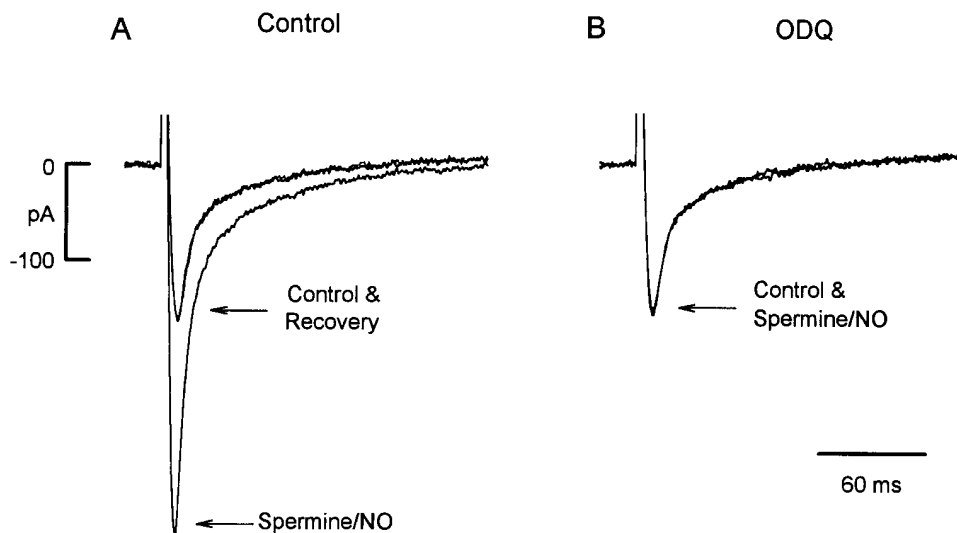 A
Control
B
ODQ
0
pA
-100
Control &
Recovery
Spermine/NO
Control &
Spermine/NO
60 ms